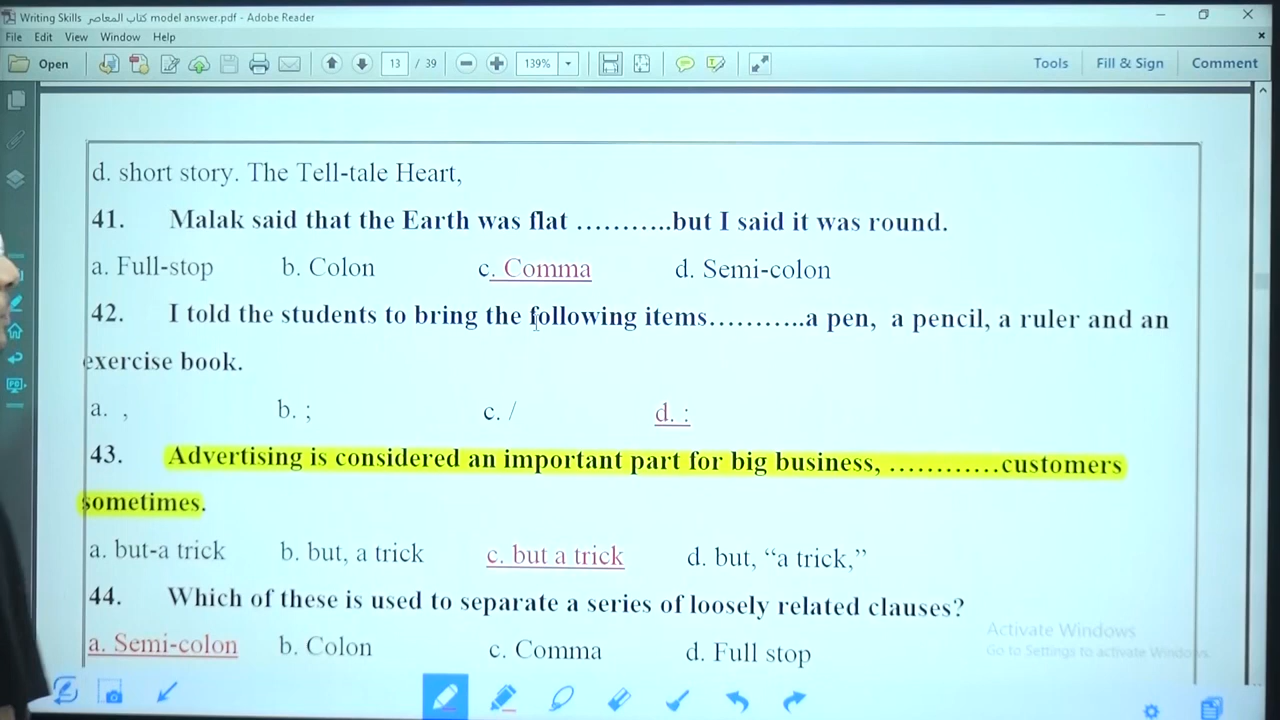 Writing Skills كتاب المعاصر model answer.pdf - Adobe Reader
File Edit View Window Help
Open 13 / 39 139% Tools Fill & Sign Comment
d. short story. The Tell-tale Heart,
41. Malak said that the Earth was flat ………..but I said it was round.
a. Full-stop b. Colon c. Comma d. Semi-colon
42. I told the students to bring the following items………..a pen, a pencil, a ruler and an
exercise book.
a. , b. ; c. / d. :
43. Advertising is considered an important part for big business, …………customers
sometimes.
a. but-a trick b. but, a trick c. but a trick d. but, “a trick,”
44. Which of these is used to separate a series of loosely related clauses?
a. Semi-colon b. Colon c. Comma d. Full stop
Activate Windows
Go to Settings to activate Windows.